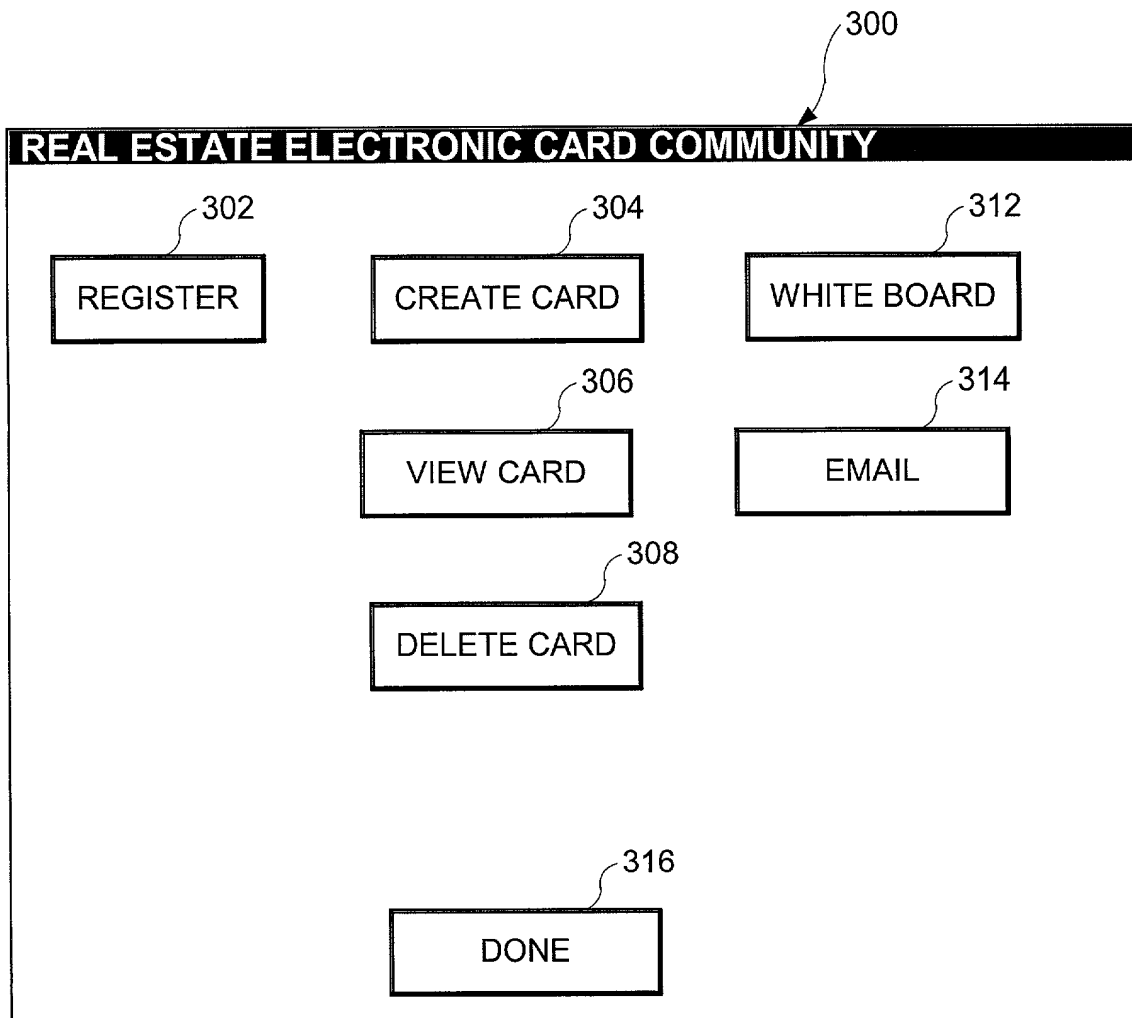 300
REAL ESTATE ELECTRONIC CARD COMMUNITY
302
304
312
REGISTER
CREATE CARD
WHITE BOARD
306
314
VIEW CARD
EMAIL
308
DELETE CARD
316
DONE